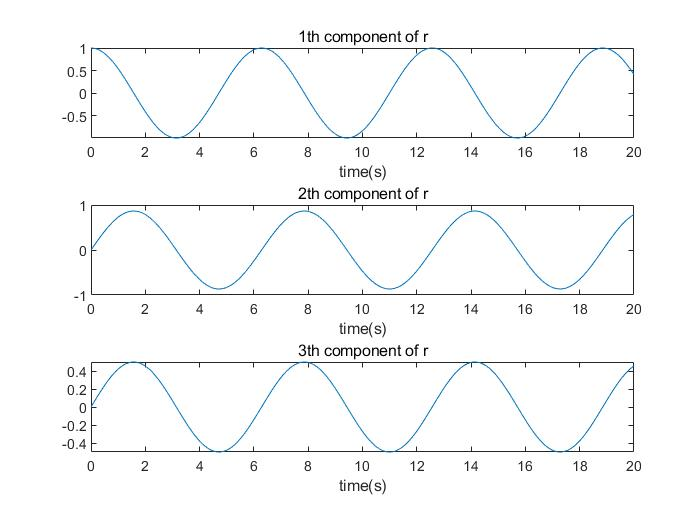 1th component of r
1
0.5
0
-0.5
0 2 4 6 8 10 12 14 16 18 20
time(s)
2th component of r
1
0
-1
0 2 4 6 8 10 12 14 16 18 20
time(s)
3th component of r
0.4
0.2
0
-0.2
-0.4
0 2 4 6 8 10 12 14 16 18 20
time(s)